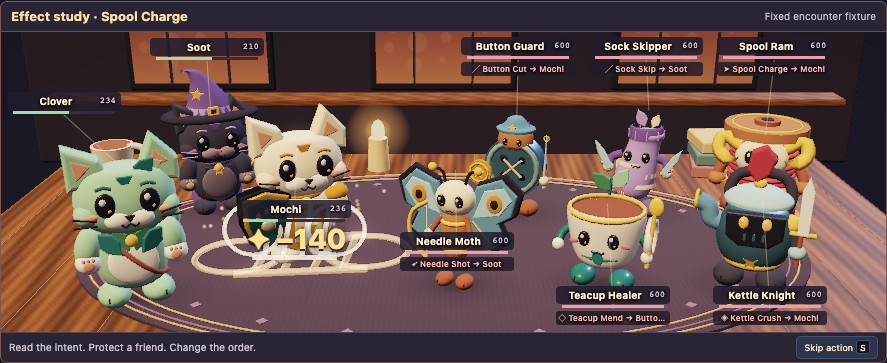 Effect study · Spool Charge
Fixed encounter fixture
Soot 210
Button Guard 600
⟋ Button Cut → Mochi
Sock Skipper 600
⟋ Sock Skip → Soot
Spool Ram 600
➤ Spool Charge → Mochi
Clover 234
Mochi 236
✦ −140
Needle Moth 600
➶ Needle Shot → Soot
Teacup Healer 600
◇ Teacup Mend → Butto…
Kettle Knight 600
◈ Kettle Crush → Mochi
Read the intent. Protect a friend. Change the order.
Skip action S